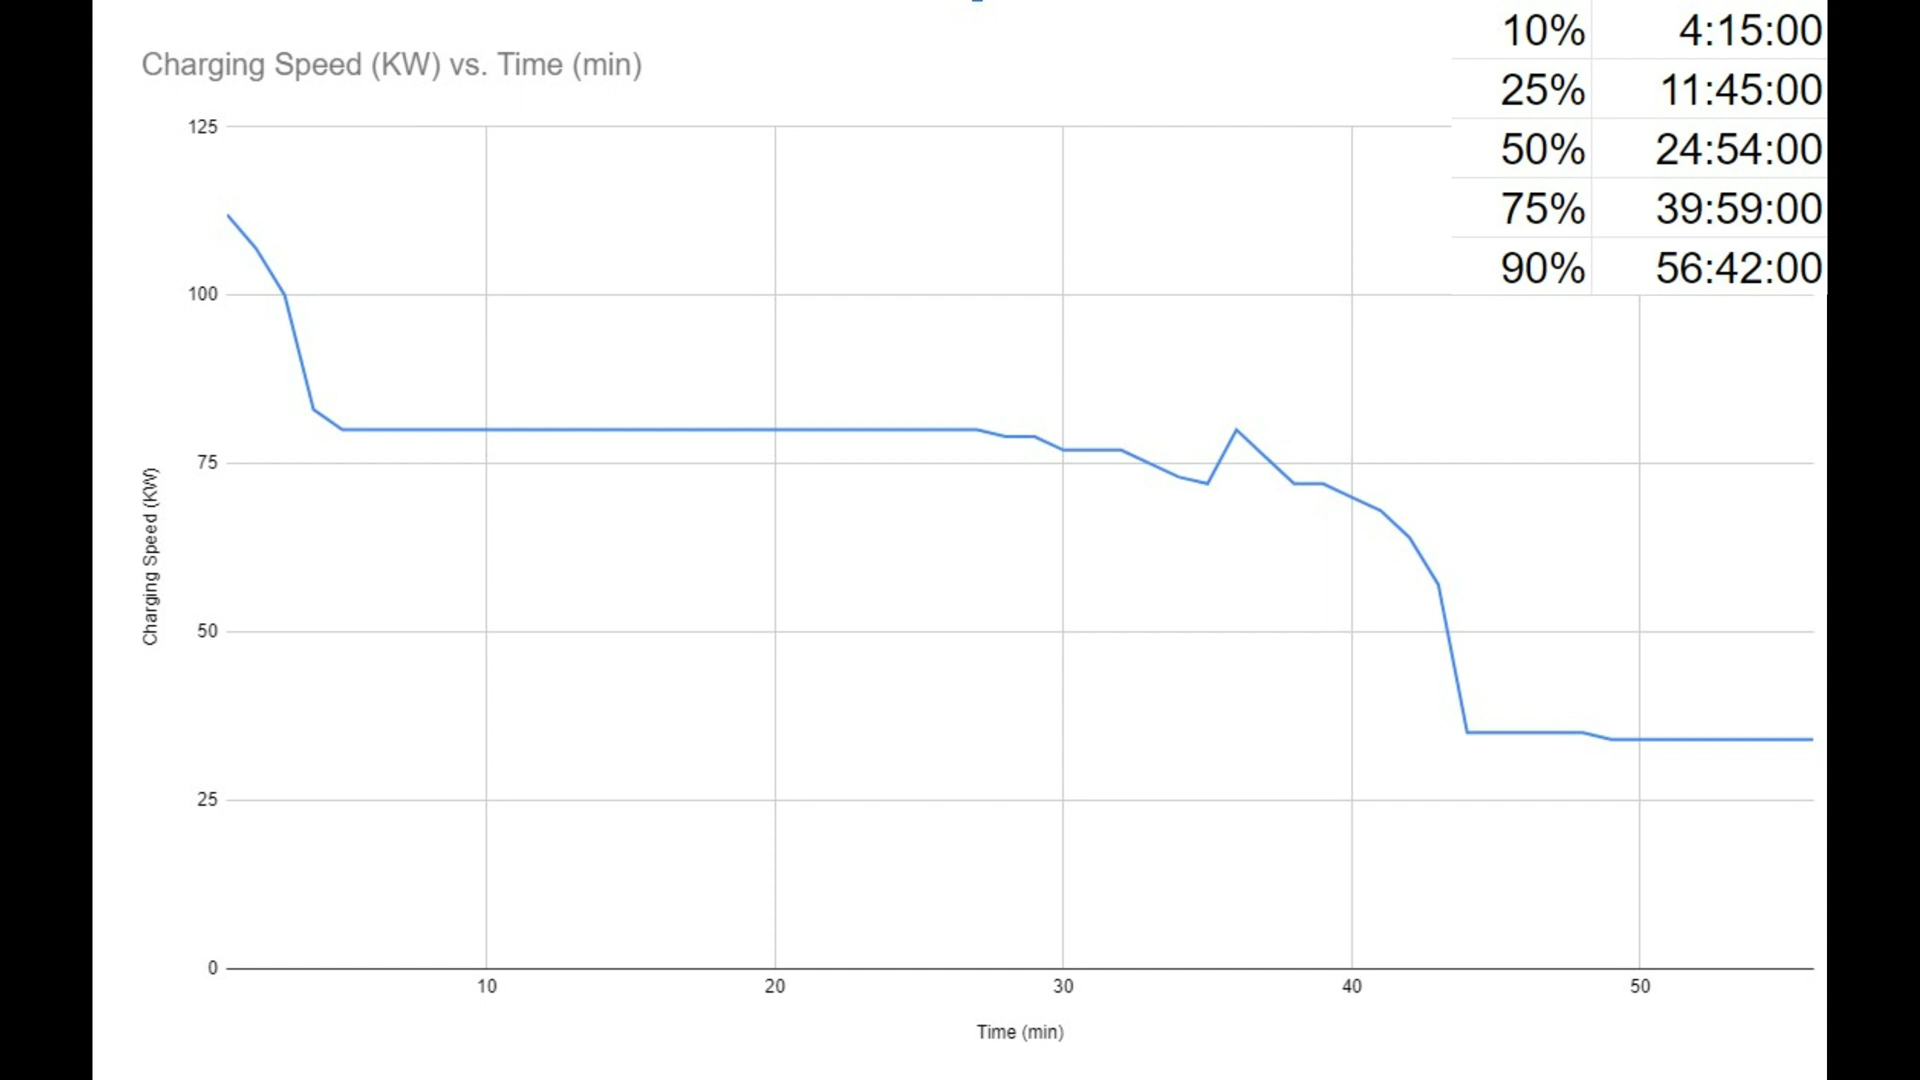 10% 4:15:00
25% 11:45:00
50% 24:54:00
75% 39:59:00
90% 56:42:00
Charging Speed (KW) vs. Time (min)
125
100
75
50
25
0
Charging Speed (KW)
10 20 30 40 50
Time (min)